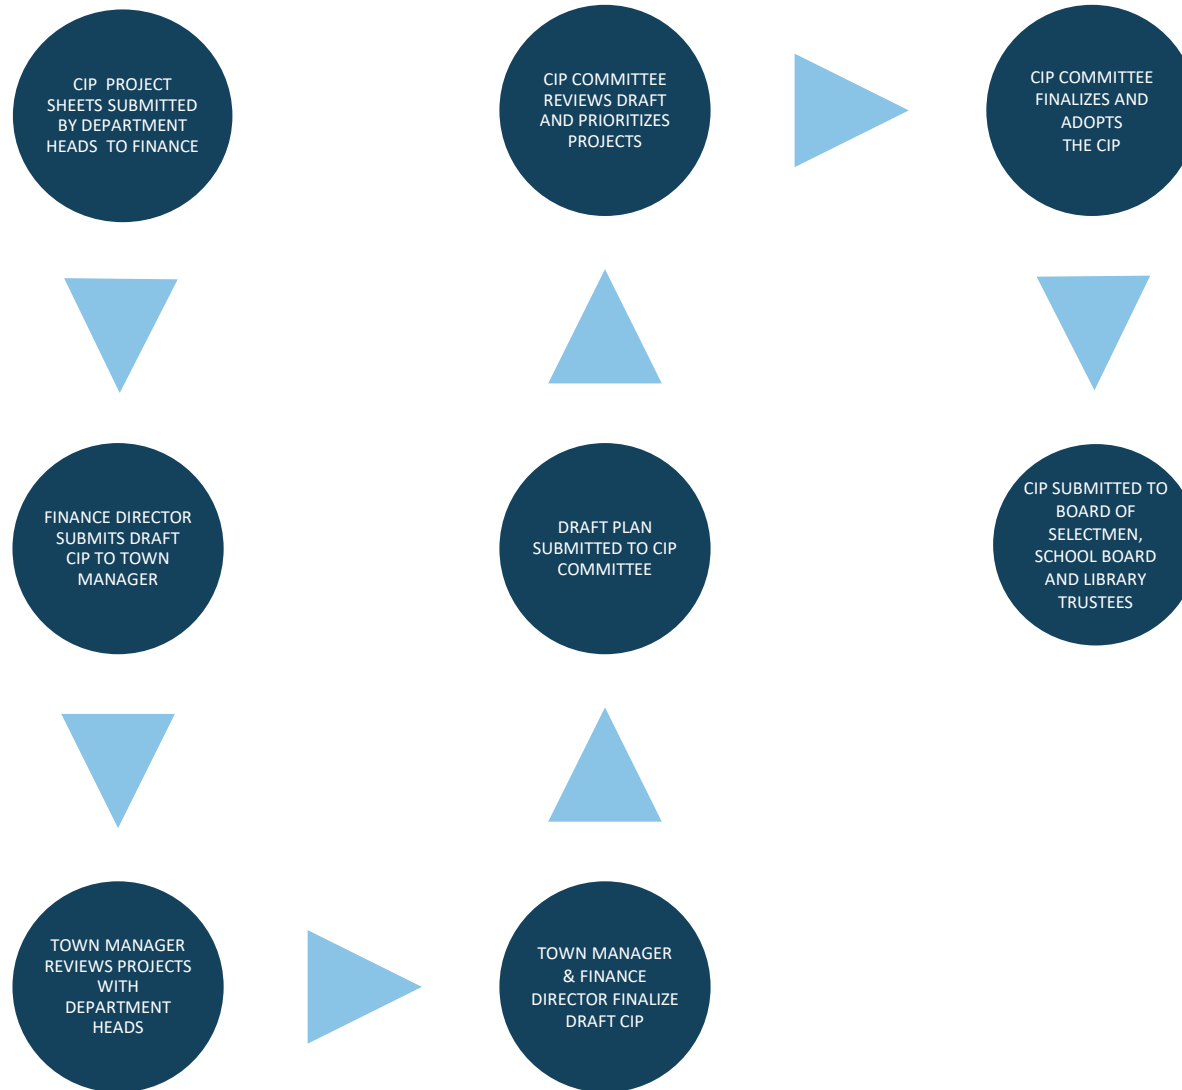 CIP PROJECT
SHEETS SUBMITTED
BY DEPARTMENT
HEADS TO FINANCE
FINANCE DIRECTOR
SUBMITS DRAFT
CIP TO TOWN
MANAGER
TOWN MANAGER
REVIEWS PROJECTS
WITH
DEPARTMENT
HEADS
TOWN MANAGER
& FINANCE
DIRECTOR FINALIZE
DRAFT CIP
DRAFT PLAN
SUBMITTED TO CIP
COMMITTEE
CIP COMMITTEE
REVIEWS DRAFT
AND PRIORITIZES
PROJECTS
CIP COMMITTEE
FINALIZES AND
ADOPTS
THE CIP
CIP SUBMITTED TO
BOARD OF
SELECTMEN,
SCHOOL BOARD
AND LIBRARY
TRUSTEES